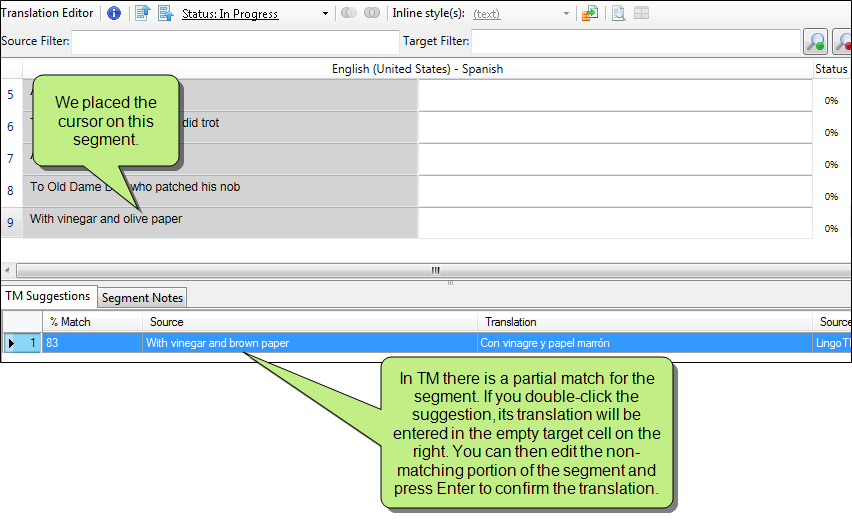 Translation Editor Status: In Progress Inline style(s): (text)
Source Filter: Target Filter:
English (United States) - Spanish Status
5 0%
6 did trot 0%
7 0%
8 To Old Dame who patched his nob 0%
9 With vinegar and olive paper 0%
We placed the
cursor on this
segment.
TM Suggestions Segment Notes
% Match Source Translation Source
1 83 With vinegar and brown paper Con vinagre y papel marrón LingoT
In TM there is a partial match for the
segment. If you double-click the
suggestion, its translation will be
entered in the empty target cell on the
right. You can then edit the non-
matching portion of the segment and
press Enter to confirm the translation.